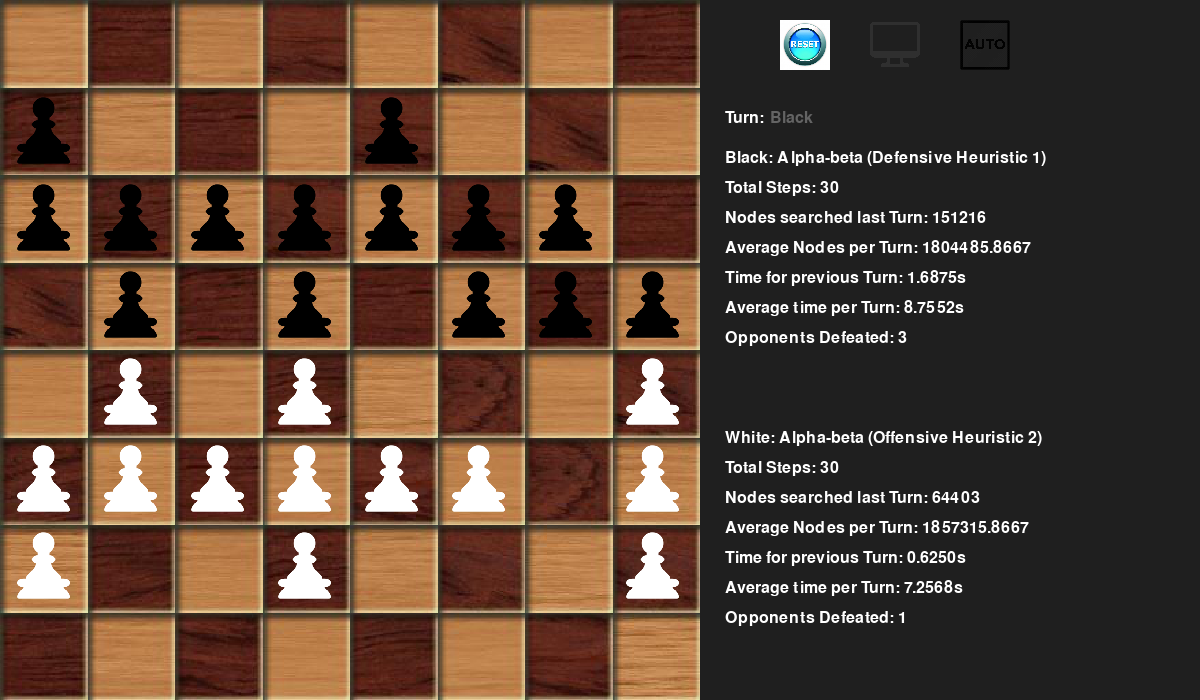 RESET
AUTO
Turn: Black
Black: Alpha-beta (Defensive Heuristic 1)
Total Steps: 30
Nodes searched last Turn: 151216
Average Nodes per Turn: 1804485.8667
Time for previous Turn: 1.6875s
Average time per Turn: 8.7552s
Opponents Defeated: 3
White: Alpha-beta (Offensive Heuristic 2)
Total Steps: 30
Nodes searched last Turn: 64403
Average Nodes per Turn: 1857315.8667
Time for previous Turn: 0.6250s
Average time per Turn: 7.2568s
Opponents Defeated: 1